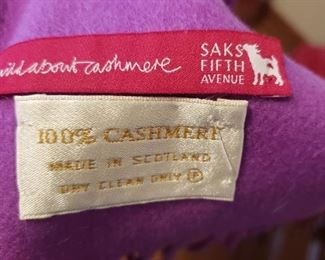 wild about cashmere
SAKS
FIFTH
AVENUE
100% CASHMERE
MADE IN SCOTLAND
DRY CLEAN ONLY Ⓟ